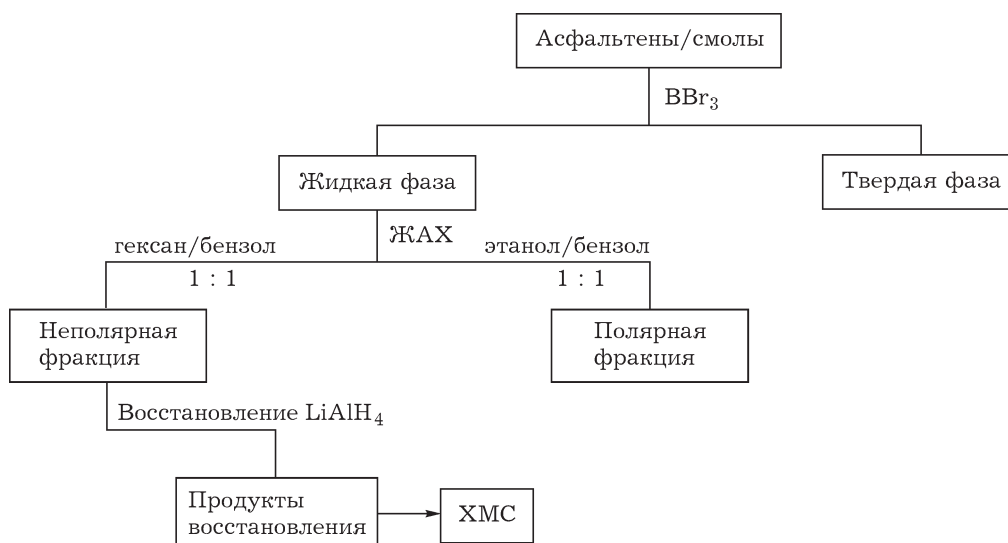 Асфальтены/смолы
BBr3
Жидкая фаза
Твердая фаза
ЖАХ
гексан/бензол
1 : 1
этанол/бензол
1 : 1
Неполярная
фракция
Полярная
фракция
Восстановление LiAlH4
Продукты
восстановления
ХМС